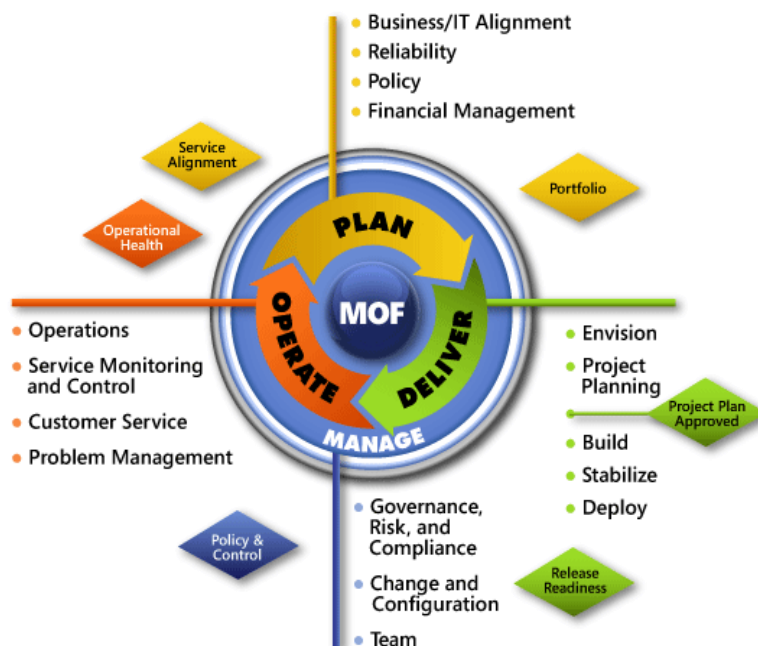 Business/IT Alignment
Reliability
Policy
Financial Management
Service
Alignment
Portfolio
Operational
Health
PLAN
MOF
OPERATE
DELIVER
MANAGE
Operations
Service Monitoring
and Control
Customer Service
Problem Management
Envision
Project
Planning
Project Plan
Approved
Build
Stabilize
Deploy
Policy &
Control
Governance,
Risk, and
Compliance
Change and
Configuration
Team
Release
Readiness